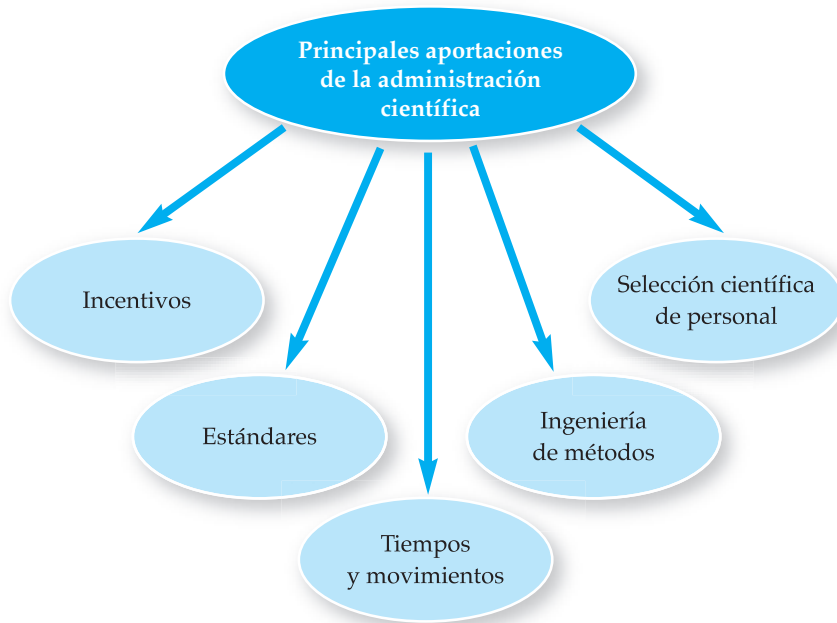 Principales aportaciones
de la administración
científica
Incentivos
Selección científica
de personal
Estándares
Ingeniería
de métodos
Tiempos
y movimientos